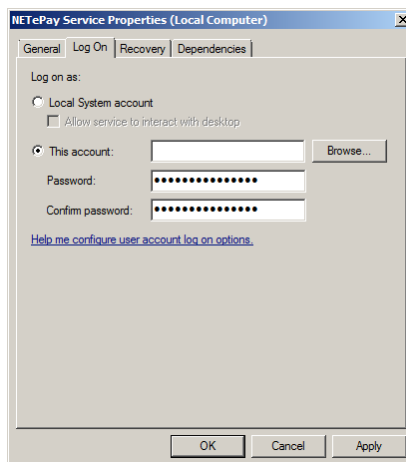 NETePay Service Properties (Local Computer)
General Log On Recovery Dependencies
Log on as:
Local System account
Allow service to interact with desktop
This account: Browse...
Password: •••••••••••••••
Confirm password: •••••••••••••••
Help me configure user account log on options.
OK Cancel Apply